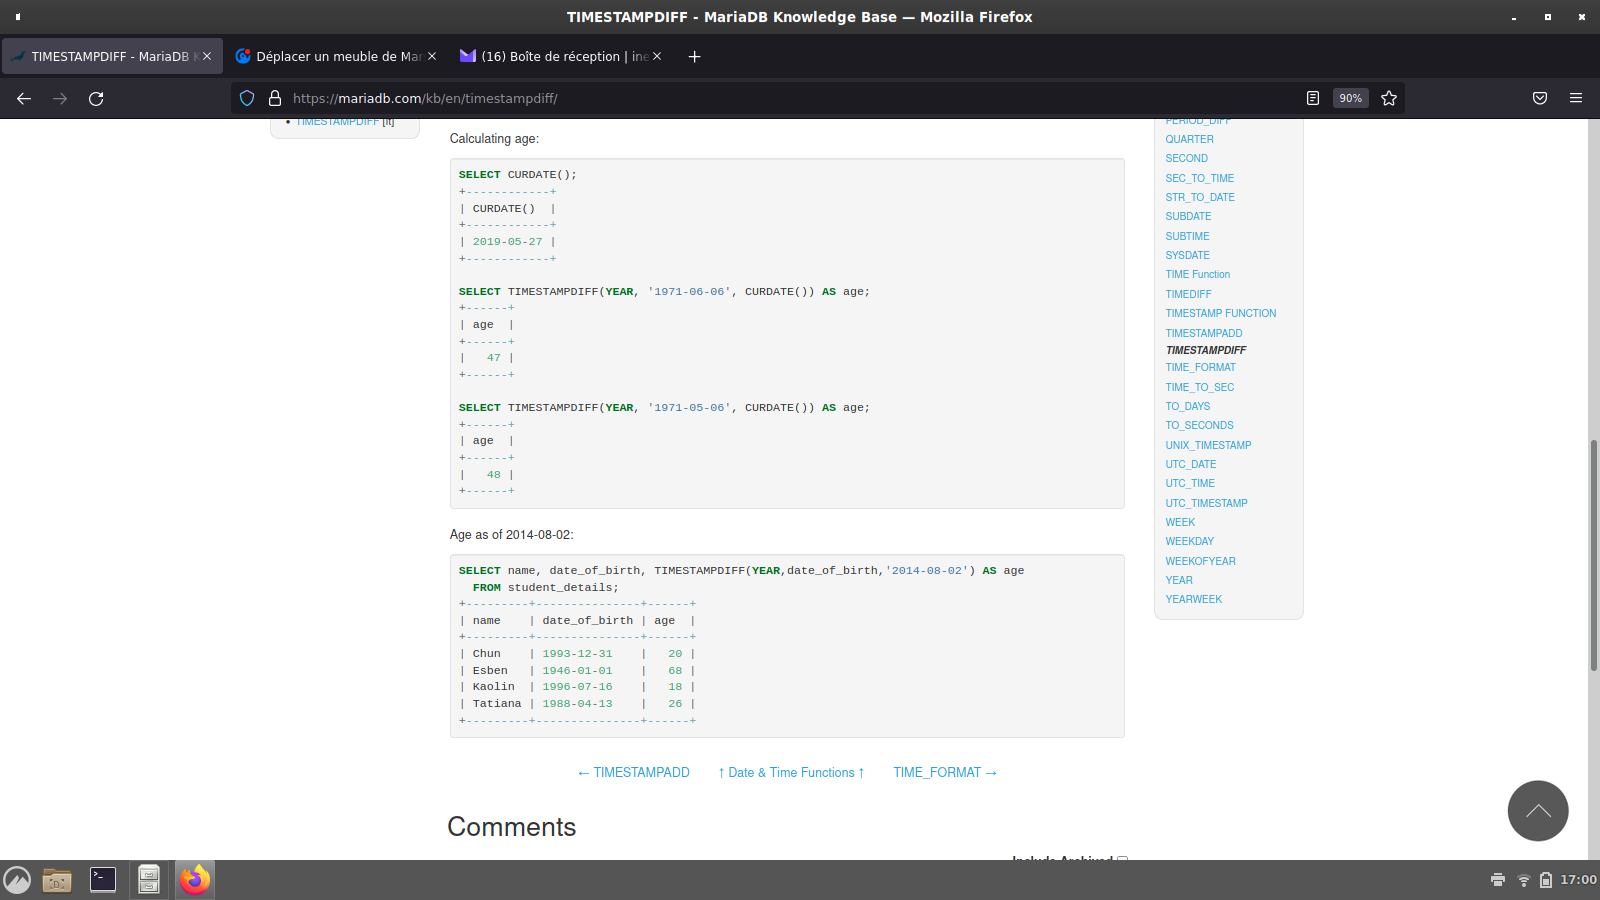 TIMESTAMPDIFF - MariaDB Knowledge Base — Mozilla Firefox
TIMESTAMPDIFF - MariaDB K
Déplacer un meuble de Mar
(16) Boîte de réception | ine
https://mariadb.com/kb/en/timestampdiff/
90%
TIMESTAMPDIFF [it]
Calculating age:
SELECT CURDATE();
+------------+
| CURDATE()  |
+------------+
| 2019-05-27 |
+------------+
SELECT TIMESTAMPDIFF(YEAR, '1971-06-06', CURDATE()) AS age;
+------+
| age  |
+------+
|   47 |
+------+
SELECT TIMESTAMPDIFF(YEAR, '1971-05-06', CURDATE()) AS age;
+------+
| age  |
+------+
|   48 |
+------+
Age as of 2014-08-02:
SELECT name, date_of_birth, TIMESTAMPDIFF(YEAR,date_of_birth,'2014-08-02') AS age
  FROM student_details;
+---------+---------------+------+
| name    | date_of_birth | age  |
+---------+---------------+------+
| Chun    | 1993-12-31    |   20 |
| Esben   | 1946-01-01    |   68 |
| Kaolin  | 1996-07-16    |   18 |
| Tatiana | 1988-04-13    |   26 |
+---------+---------------+------+
← TIMESTAMPADD
↑ Date & Time Functions ↑
TIME_FORMAT →
Comments
Include Archived
PERIOD_DIFF
QUARTER
SECOND
SEC_TO_TIME
STR_TO_DATE
SUBDATE
SUBTIME
SYSDATE
TIME Function
TIMEDIFF
TIMESTAMP FUNCTION
TIMESTAMPADD
TIMESTAMPDIFF
TIME_FORMAT
TIME_TO_SEC
TO_DAYS
TO_SECONDS
UNIX_TIMESTAMP
UTC_DATE
UTC_TIME
UTC_TIMESTAMP
WEEK
WEEKDAY
WEEKOFYEAR
YEAR
YEARWEEK
17:00